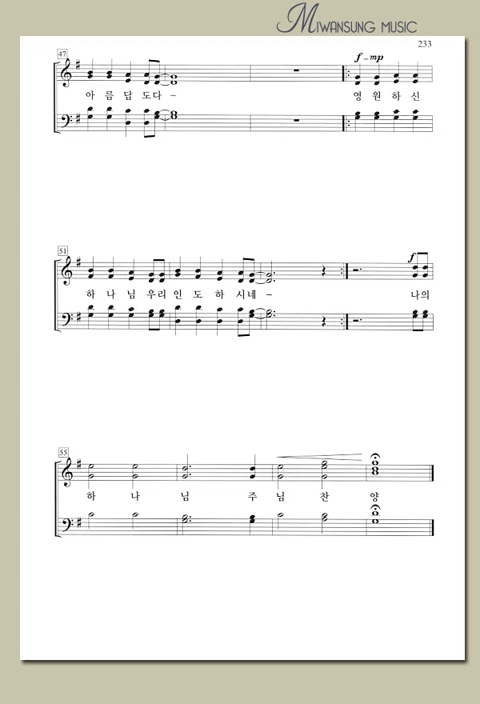 MIWANSUNG MUSIC
233
47
f - mp
아 름 답 도다 - 영 원 하 신
51
f
하 나 님 우리 인 도 하 시네 - 나의
55
하 나 님 주 님 찬 양